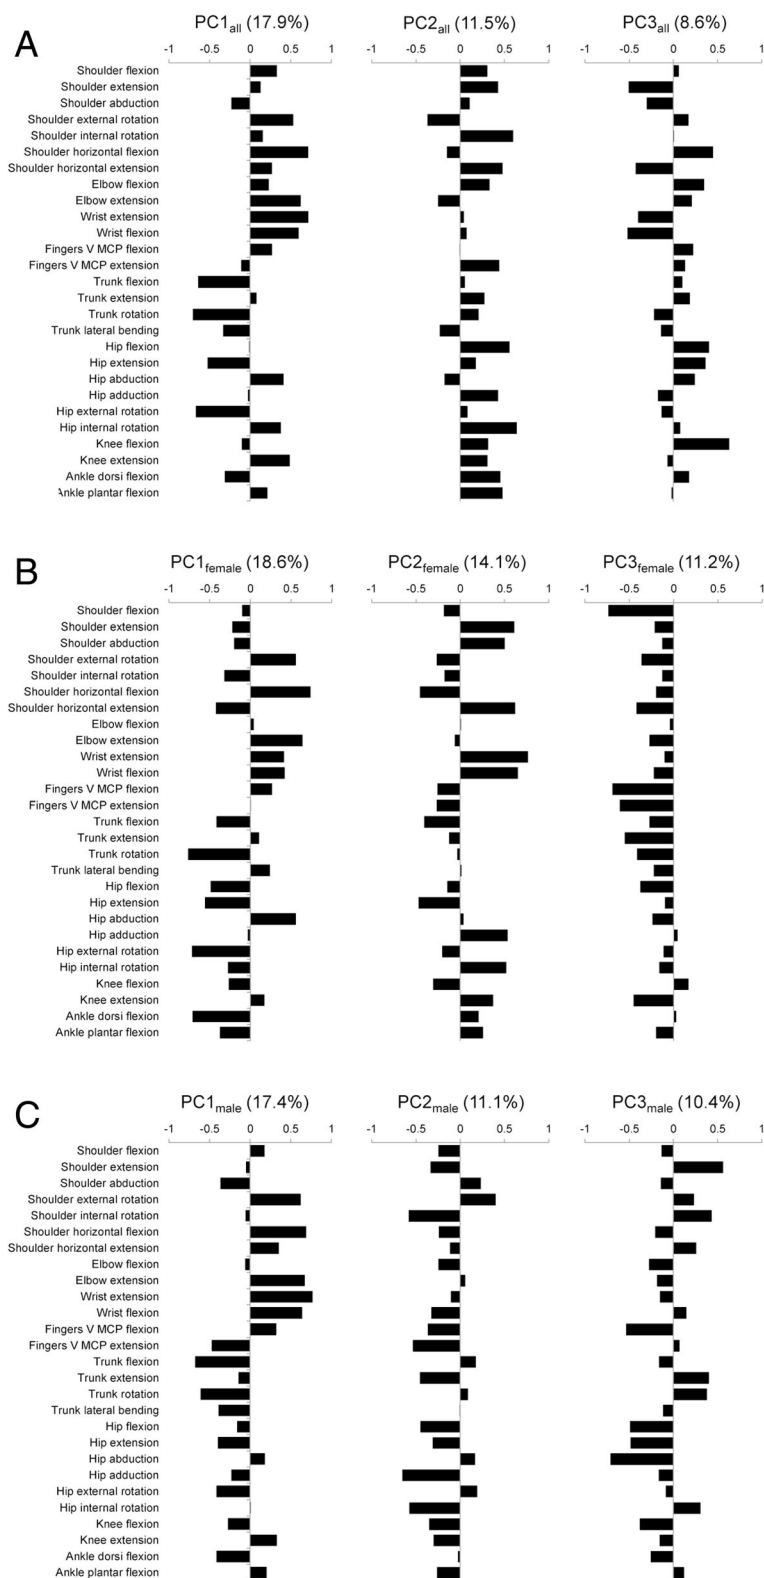 A
PC1all (17.9%) PC2all (11.5%) PC3all (8.6%)
-1 -0.5 0 0.5 1 -1 -0.5 0 0.5 1 -1 -0.5 0 0.5 1
Shoulder flexion
Shoulder extension
Shoulder abduction
Shoulder external rotation
Shoulder internal rotation
Shoulder horizontal flexion
Shoulder horizontal extension
Elbow flexion
Elbow extension
Wrist extension
Wrist flexion
Fingers V MCP flexion
Fingers V MCP extension
Trunk flexion
Trunk extension
Trunk rotation
Trunk lateral bending
Hip flexion
Hip extension
Hip abduction
Hip adduction
Hip external rotation
Hip internal rotation
Knee flexion
Knee extension
Ankle dorsi flexion
Ankle plantar flexion
B
PC1female (18.6%) PC2female (14.1%) PC3female (11.2%)
-1 -0.5 0 0.5 1 -1 -0.5 0 0.5 1 -1 -0.5 0 0.5 1
Shoulder flexion
Shoulder extension
Shoulder abduction
Shoulder external rotation
Shoulder internal rotation
Shoulder horizontal flexion
Shoulder horizontal extension
Elbow flexion
Elbow extension
Wrist extension
Wrist flexion
Fingers V MCP flexion
Fingers V MCP extension
Trunk flexion
Trunk extension
Trunk rotation
Trunk lateral bending
Hip flexion
Hip extension
Hip abduction
Hip adduction
Hip external rotation
Hip internal rotation
Knee flexion
Knee extension
Ankle dorsi flexion
Ankle plantar flexion
C
PC1male (17.4%) PC2male (11.1%) PC3male (10.4%)
-1 -0.5 0 0.5 1 -1 -0.5 0 0.5 1 -1 -0.5 0 0.5 1
Shoulder flexion
Shoulder extension
Shoulder abduction
Shoulder external rotation
Shoulder internal rotation
Shoulder horizontal flexion
Shoulder horizontal extension
Elbow flexion
Elbow extension
Wrist extension
Wrist flexion
Fingers V MCP flexion
Fingers V MCP extension
Trunk flexion
Trunk extension
Trunk rotation
Trunk lateral bending
Hip flexion
Hip extension
Hip abduction
Hip adduction
Hip external rotation
Hip internal rotation
Knee flexion
Knee extension
Ankle dorsi flexion
Ankle plantar flexion